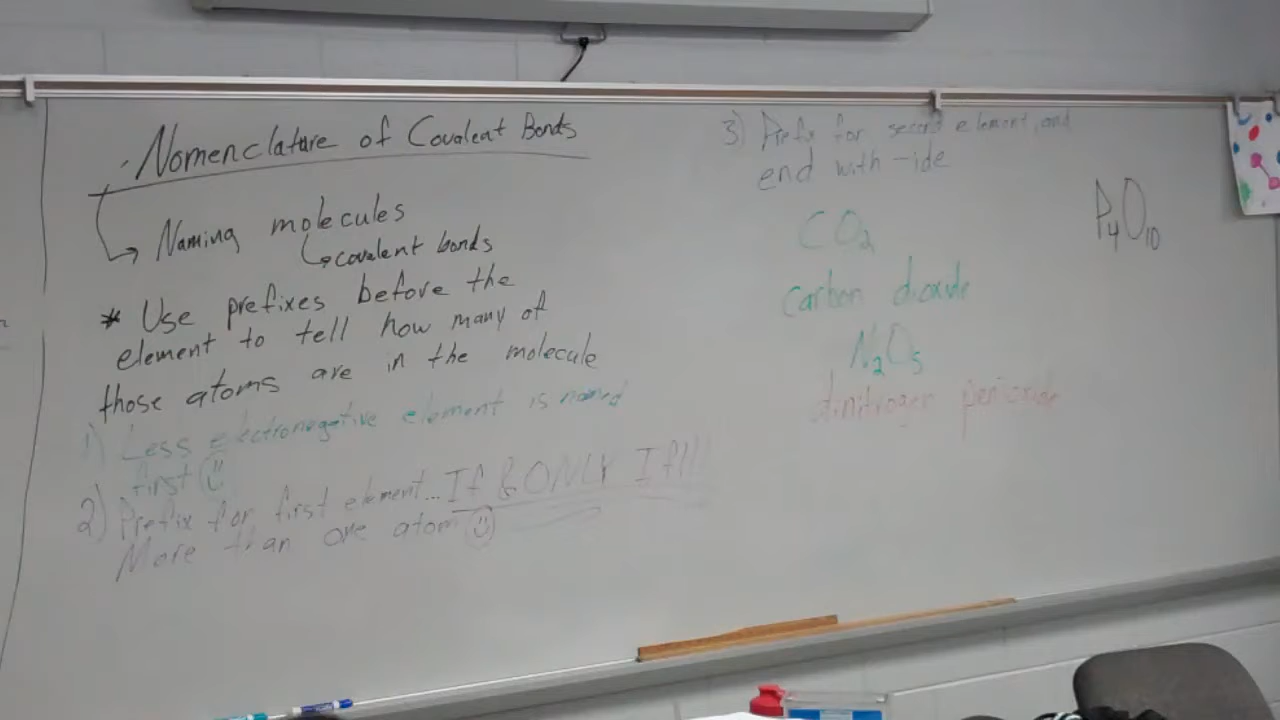 Nomenclature of Covalent Bonds
Naming molecules
covalent bonds
* Use prefixes before the
element to tell how many of
those atoms are in the molecule
1) Less electronegative element is named
first
2) Prefix for first element... If & ONLY If!!!
More than one atom
3) Prefix for second element, and
end with -ide
CO₂
carbon dioxide
N₂O₅
dinitrogen
P₄O₁₀